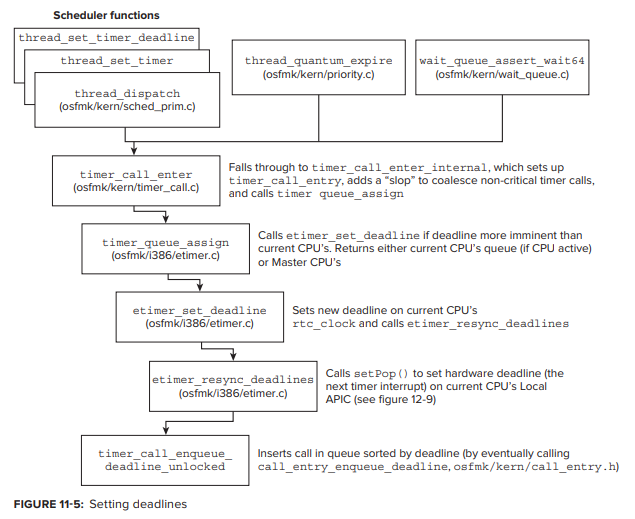 Scheduler functions
thread_set_timer_deadline
thread_set_timer
thread_dispatch
(osfmk/kern/sched_prim.c)
thread_quantum_expire
(osfmk/kern/priority.c)
wait_queue_assert_wait64
(osfmk/kern/wait_queue.c)
timer_call_enter
(osfmk/kern/timer_call.c)
Falls through to timer_call_enter_internal, which sets up
timer_call_entry, adds a “slop” to coalesce non-critical timer calls,
and calls timer queue_assign
timer_queue_assign
(osfmk/i386/etimer.c)
Calls etimer_set_deadline if deadline more imminent than
current CPU’s. Returns either current CPU’s queue (if CPU active)
or Master CPU’s
etimer_set_deadline
(osfmk/i386/etimer.c)
Sets new deadline on current CPU’s
rtc_clock and calls etimer_resync_deadlines
etimer_resync_deadlines
(osfmk/i386/etimer.c)
Calls setPop() to set hardware deadline (the
next timer interrupt) on current CPU’s Local
APIC (see figure 12-9)
timer_call_enqueue_
deadline_unlocked
Inserts call in queue sorted by deadline (by eventually calling
call_entry_enqueue_deadline, osfmk/kern/call_entry.h)
FIGURE 11-5: Setting deadlines